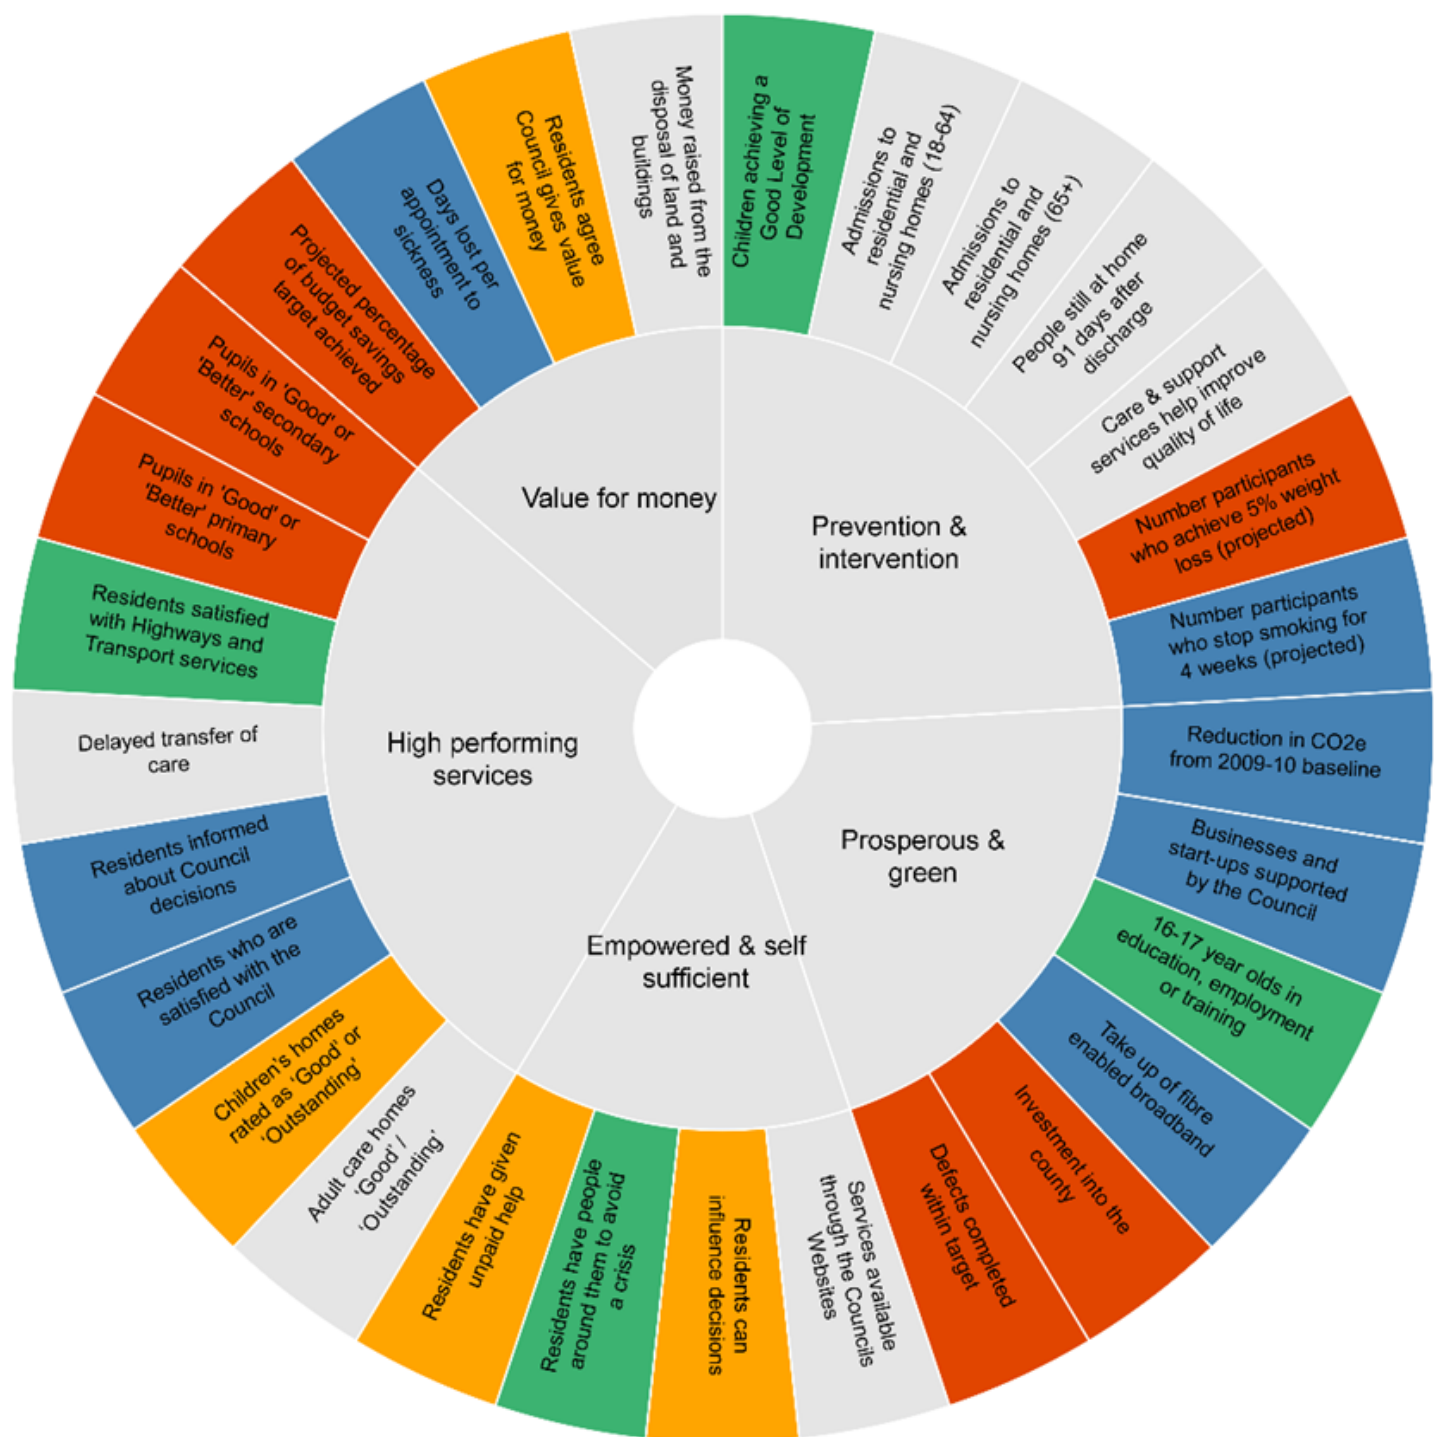 Children achieving a
Good Level of
Development
Admissions to
residential and
nursing homes (18-64)
Admissions to
residential and
nursing homes (65+)
People still at home
91 days after
discharge
Care & support
services help improve
quality of life
Number participants
who achieve 5% weight
loss (projected)
Number participants
who stop smoking for
4 weeks (projected)
Reduction in CO2e
from 2009-10 baseline
Businesses and
start-ups supported
by the Council
16-17 year olds in
education, employment
or training
Take up of fibre
enabled broadband
Investment into the
county
Defects completed
within target
Services available
through the Councils
Websites
Residents can
influence decisions
Residents have people
around them to avoid
a crisis
Residents have given
unpaid help
Adult care homes
'Good' /
'Outstanding'
Children's homes
rated as 'Good' or
'Outstanding'
Residents who are
satisfied with the
Council
Residents informed
about Council
decisions
Delayed transfer of
care
Residents satisfied
with Highways and
Transport services
Pupils in 'Good' or
'Better' primary
schools
Pupils in 'Good' or
'Better' secondary
schools
Projected percentage
of budget savings
target achieved
Days lost per
appointment to
sickness
Residents agree
Council gives value
for money
Money raised from the
disposal of land and
buildings
Value for money
Prevention &
intervention
High performing
services
Prosperous &
green
Empowered & self
sufficient